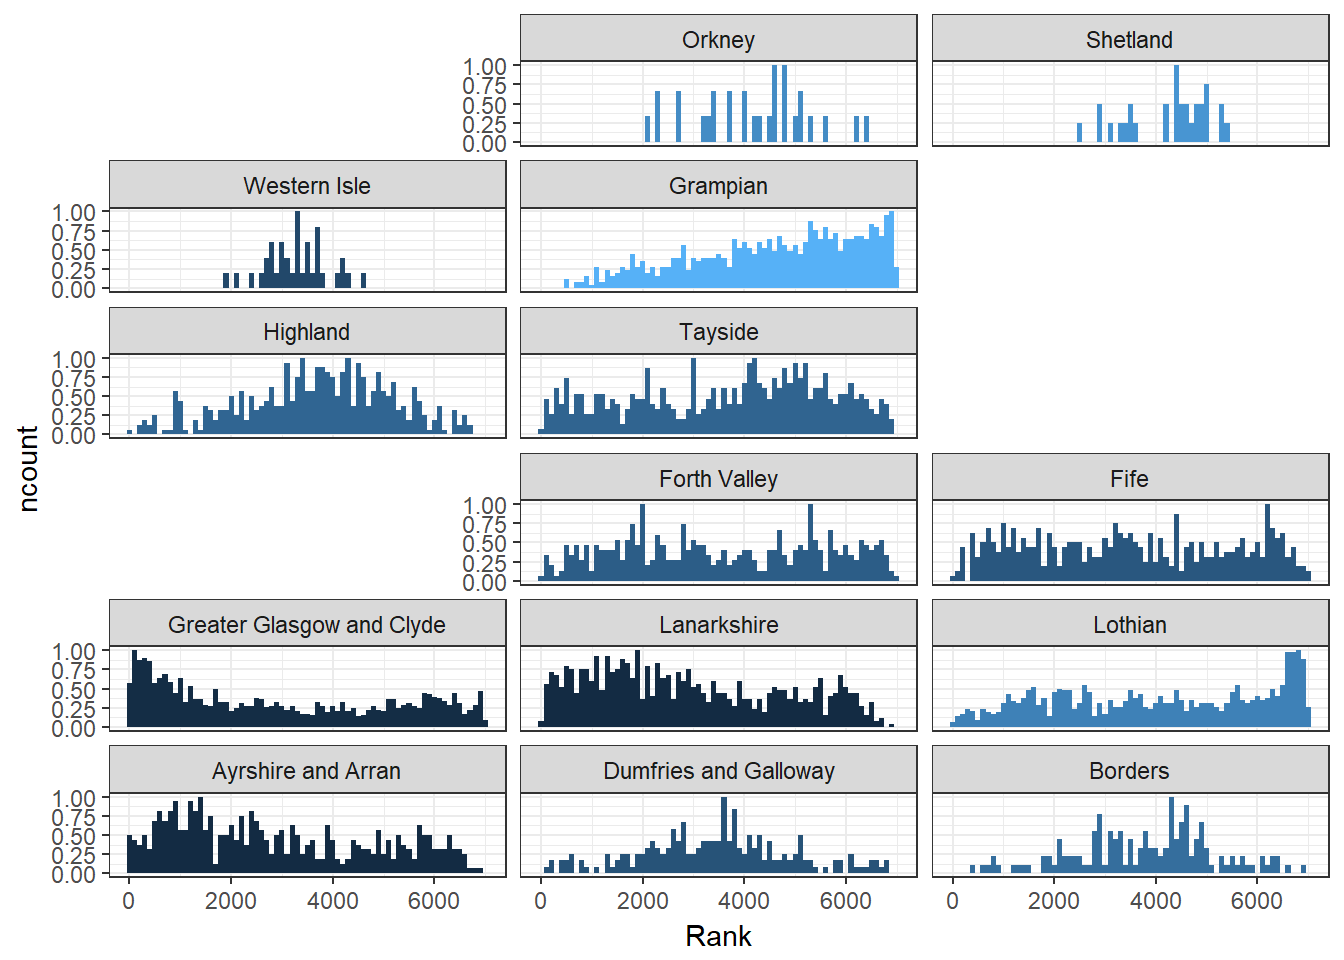 Orkney
Shetland
1.00
0.75
0.50
0.25
0.00
Western Isle
Grampian
1.00
0.75
0.50
0.25
0.00
Highland
Tayside
1.00
0.75
0.50
0.25
0.00
Forth Valley
Fife
1.00
0.75
0.50
0.25
0.00
Greater Glasgow and Clyde
Lanarkshire
Lothian
1.00
0.75
0.50
0.25
0.00
Ayrshire and Arran
Dumfries and Galloway
Borders
1.00
0.75
0.50
0.25
0.00
0 2000 4000 6000
0 2000 4000 6000
0 2000 4000 6000
Rank
ncount